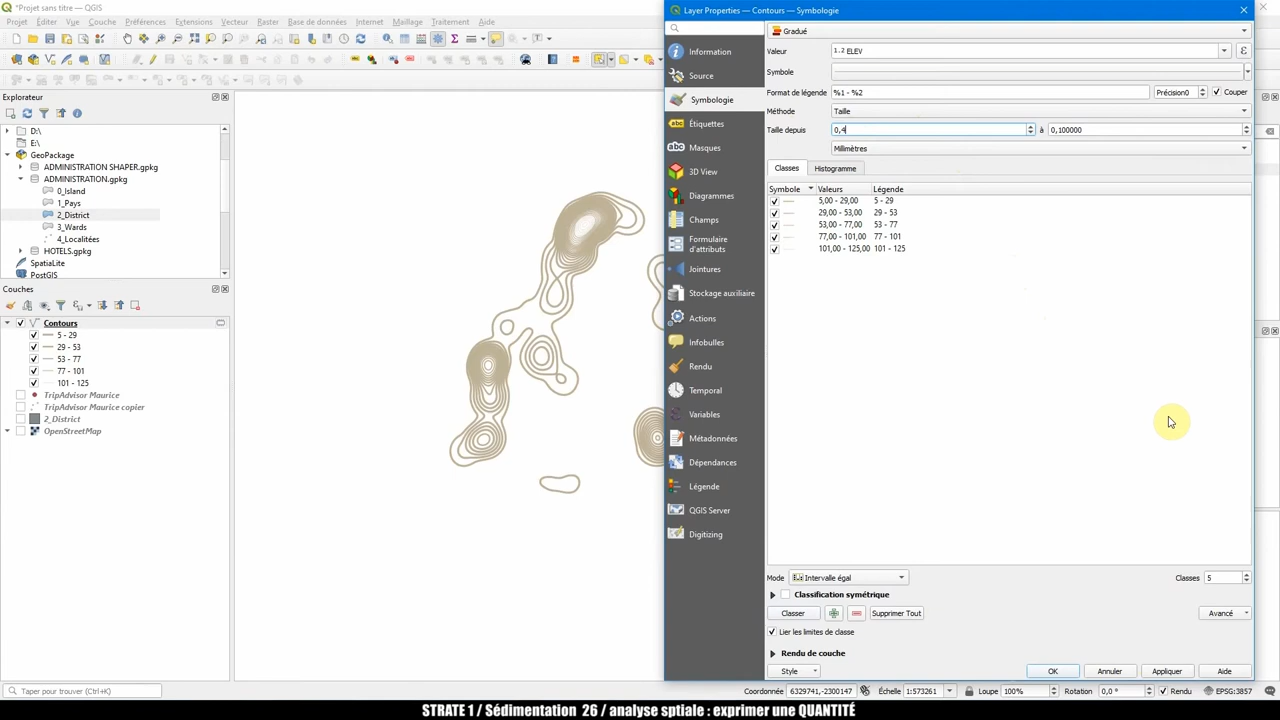 *Projet sans titre — QGIS
Projet Éditer Vue Couche Préférences Extensions Vecteur Raster Base de données Internet Maillage Traitement Aide
Explorateur
D:\
E:\
GeoPackage
ADMINISTRATION SHAPER.gpkg
ADMINISTRATION.gpkg
0_Island
1_Pays
2_District
3_Wards
4_Localitées
HOTELS.gpkg
SpatiaLite
PostGIS
Couches
Contours
5 - 29
29 - 53
53 - 77
77 - 101
101 - 125
TripAdvisor Maurice
TripAdvisor Maurice copier
2_District
OpenStreetMap
Layer Properties — Contours — Symbologie
Information
Source
Symbologie
Étiquettes
Masques
3D View
Diagrammes
Champs
Formulaire
d'attributs
Jointures
Stockage auxiliaire
Actions
Infobulles
Rendu
Temporal
Variables
Métadonnées
Dépendances
Légende
QGIS Server
Digitizing
Gradué
Valeur 1.2 ELEV
Symbole
Format de légende %1 - %2 Précision0 Couper
Méthode Taille
Taille depuis 0,4 à 0,100000
Millimètres
Classes Histogramme
Symbole Valeurs Légende
5,00 - 29,00 5 - 29
29,00 - 53,00 29 - 53
53,00 - 77,00 53 - 77
77,00 - 101,00 77 - 101
101,00 - 125,00 101 - 125
Mode Intervalle égal Classes 5
Classification symétrique
Classer Supprimer Tout Avancé
Lier les limites de classe
Rendu de couche
Style OK Annuler Appliquer Aide
Taper pour trouver (Ctrl+K) Coordonnée 6329741,-2300147 Échelle 1:573261 Loupe 100% Rotation 0,0 ° Rendu EPSG:3857
STRATE 1 / Sédimentation 26 / analyse sptiale : exprimer une QUANTITÉ